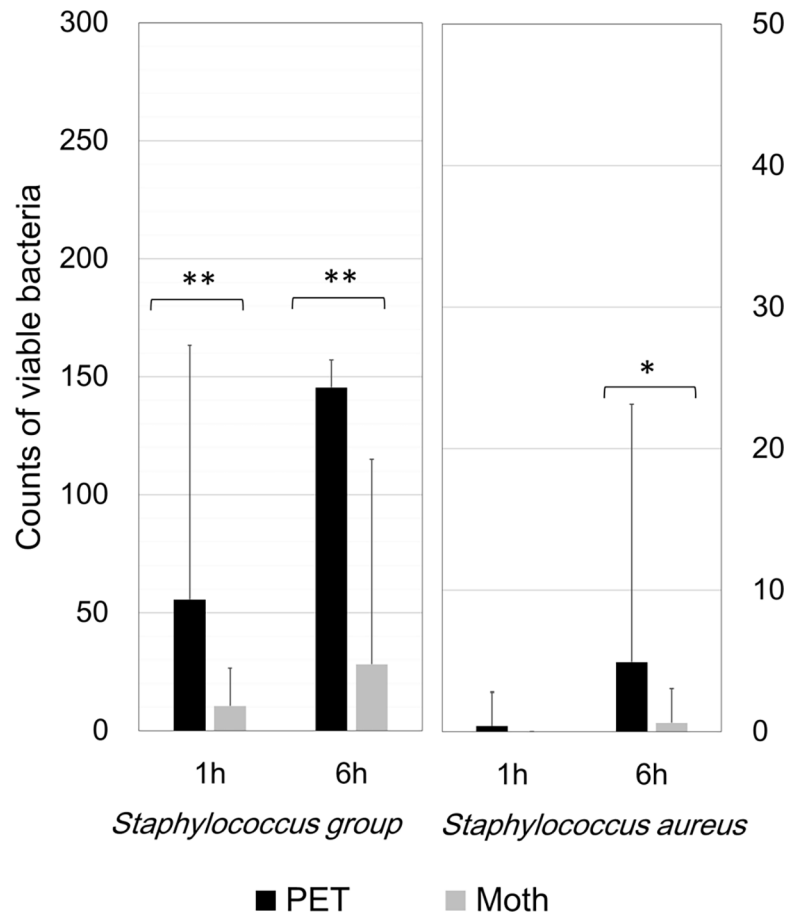 Counts of viable bacteria
300
250
200
150
100
50
0
**
**
1h
6h
Staphylococcus group
50
40
30
20
10
0
*
1h
6h
Staphylococcus aureus
PET
Moth